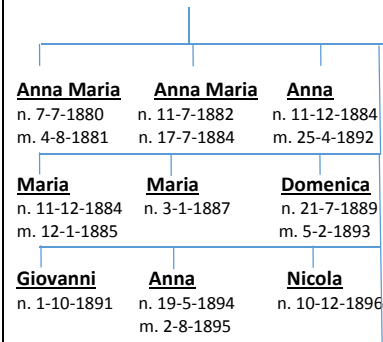 Anna Maria Anna Maria Anna
n. 7-7-1880 n. 11-7-1882 n. 11-12-1884
m. 4-8-1881 n. 17-7-1884 m. 25-4-1892
Maria Maria Domenica
n. 11-12-1884 n. 3-1-1887 n. 21-7-1889
m. 12-1-1885 m. 5-2-1893
Giovanni Anna Nicola
n. 1-10-1891 n. 19-5-1894 n. 10-12-1896
m. 2-8-1895